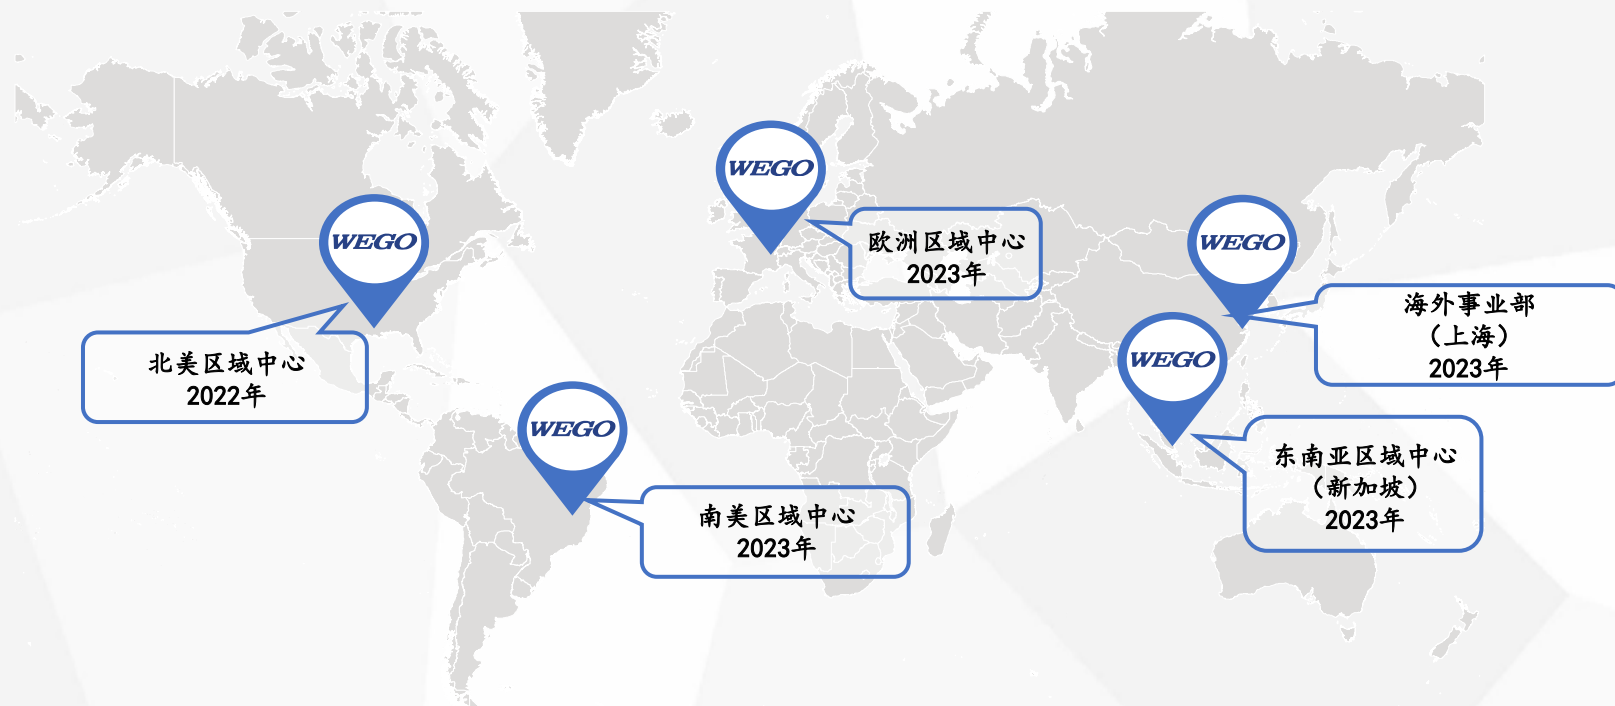 WEGO
欧洲区域中心
2023年
WEGO
北美区域中心
2022年
WEGO
海外事业部
（上海）
2023年
WEGO
东南亚区域中心
（新加坡）
2023年
WEGO
南美区域中心
2023年